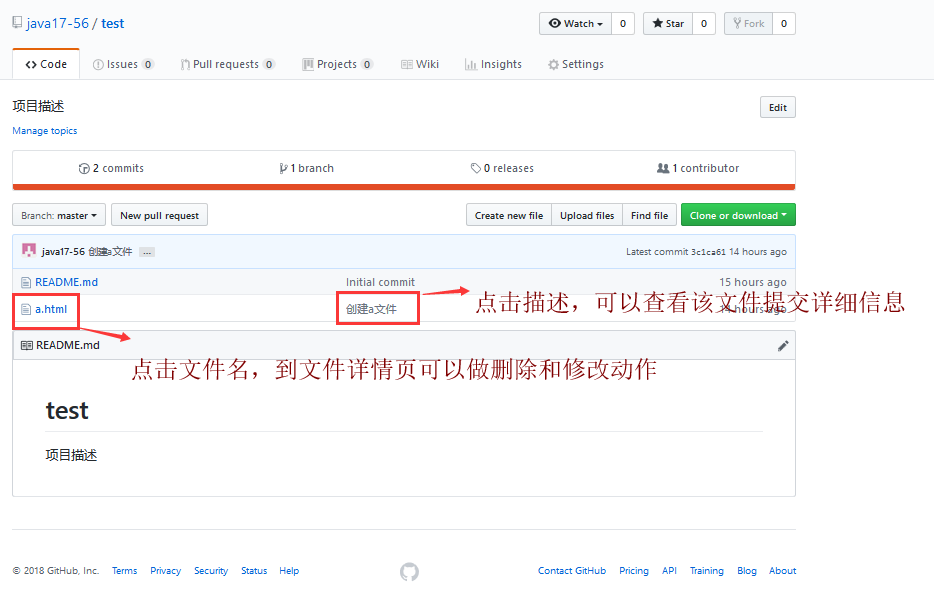 java17-56 / test
Watch 0 Star 0 Fork 0
Code Issues 0 Pull requests 0 Projects 0 Wiki Insights Settings
项目描述
Edit
Manage topics
2 commits 1 branch 0 releases 1 contributor
Branch: master New pull request Create new file Upload files Find file Clone or download
java17-56 创建a文件 ... Latest commit 3c1ca61 14 hours ago
README.md Initial commit 15 hours ago
a.html 创建a文件 14 hours ago
点击描述，可以查看该文件提交详细信息
README.md
点击文件名，到文件详情页可以做删除和修改动作
test
项目描述
© 2018 GitHub, Inc. Terms Privacy Security Status Help Contact GitHub Pricing API Training Blog About